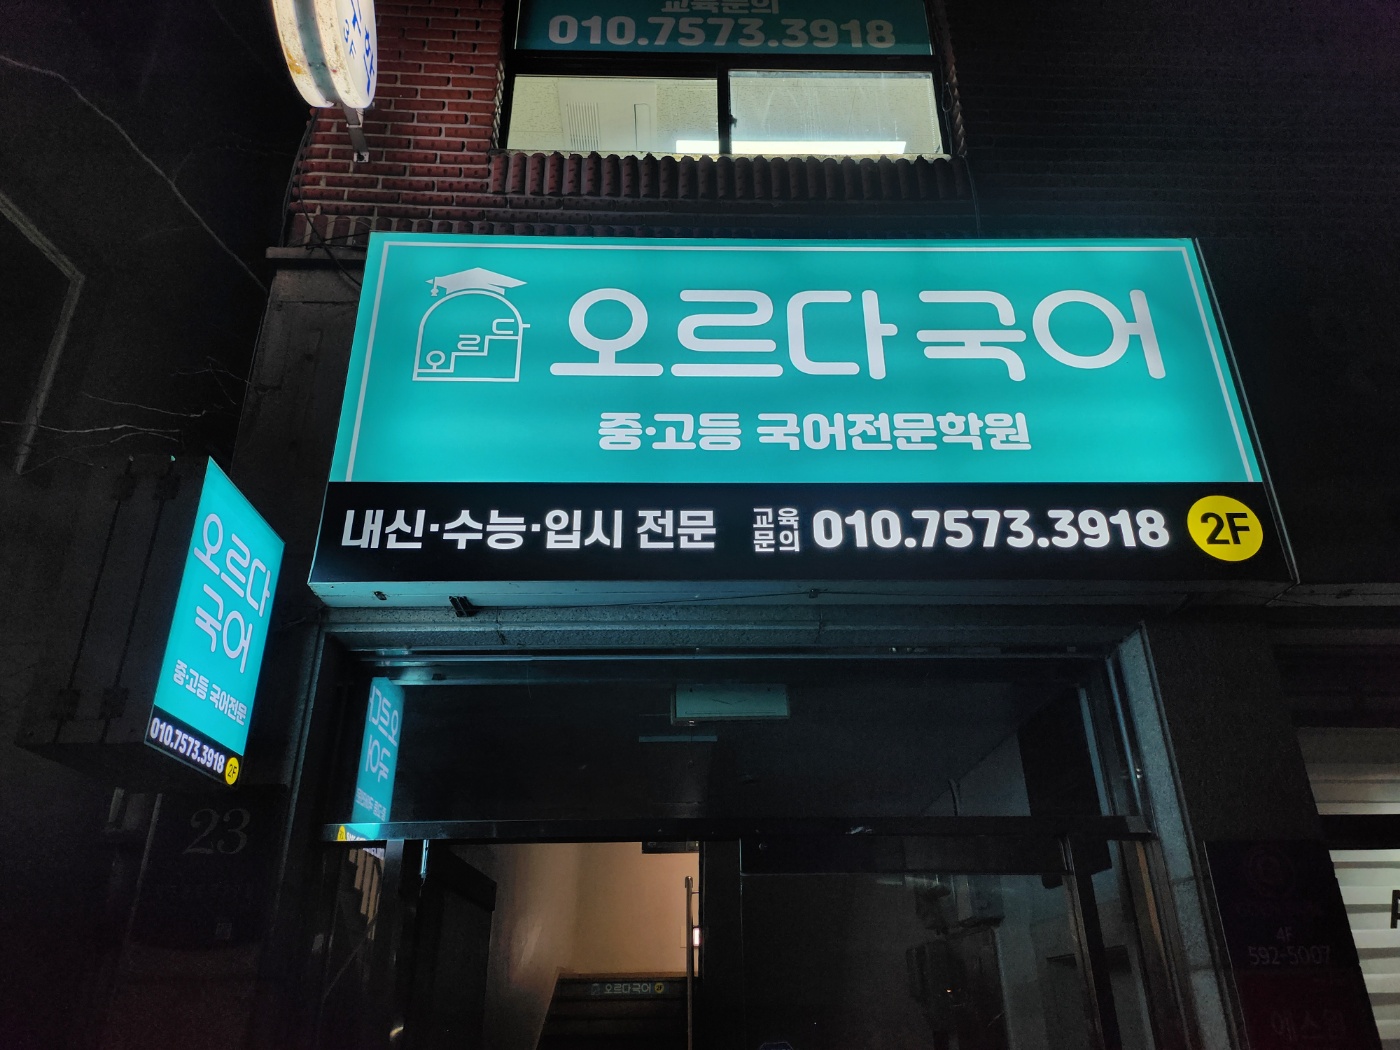 교육문의
010.7573.3918
오르다
오르다국어
중·고등 국어전문학원
내신·수능·입시 전문
교육
문의
010.7573.3918
2F
오르다
국어
중·고등 국어전문
010.7573.3918
2F
23
오르다국어
4F
592-5007